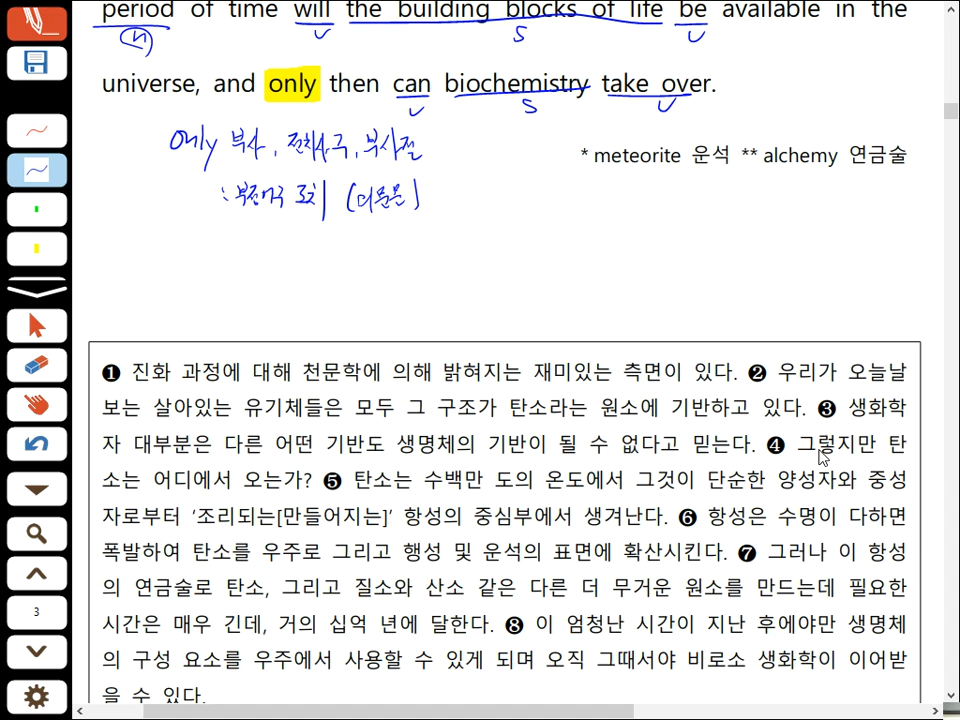 period of time will the building blocks of life be available in the
universe, and only then can biochemistry take over.
* meteorite 운석 ** alchemy 연금술
ⓝ v S v
v S v
Only 부사, 전치사구, 부사절
: 부정어구 도치 (의문문)
❶ 진화 과정에 대해 천문학에 의해 밝혀지는 재미있는 측면이 있다. ❷ 우리가 오늘날
보는 살아있는 유기체들은 모두 그 구조가 탄소라는 원소에 기반하고 있다. ❸ 생화학
자 대부분은 다른 어떤 기반도 생명체의 기반이 될 수 없다고 믿는다. ❹ 그렇지만 탄
소는 어디에서 오는가? ❺ 탄소는 수백만 도의 온도에서 그것이 단순한 양성자와 중성
자로부터 ‘조리되는[만들어지는]’ 항성의 중심부에서 생겨난다. ❻ 항성은 수명이 다하면
폭발하여 탄소를 우주로 그리고 행성 및 운석의 표면에 확산시킨다. ❼ 그러나 이 항성
의 연금술로 탄소, 그리고 질소와 산소 같은 다른 더 무거운 원소를 만드는데 필요한
시간은 매우 긴데, 거의 십억 년에 달한다. ❽ 이 엄청난 시간이 지난 후에야만 생명체
의 구성 요소를 우주에서 사용할 수 있게 되며 오직 그때서야 비로소 생화학이 이어받
을 수 있다.
3